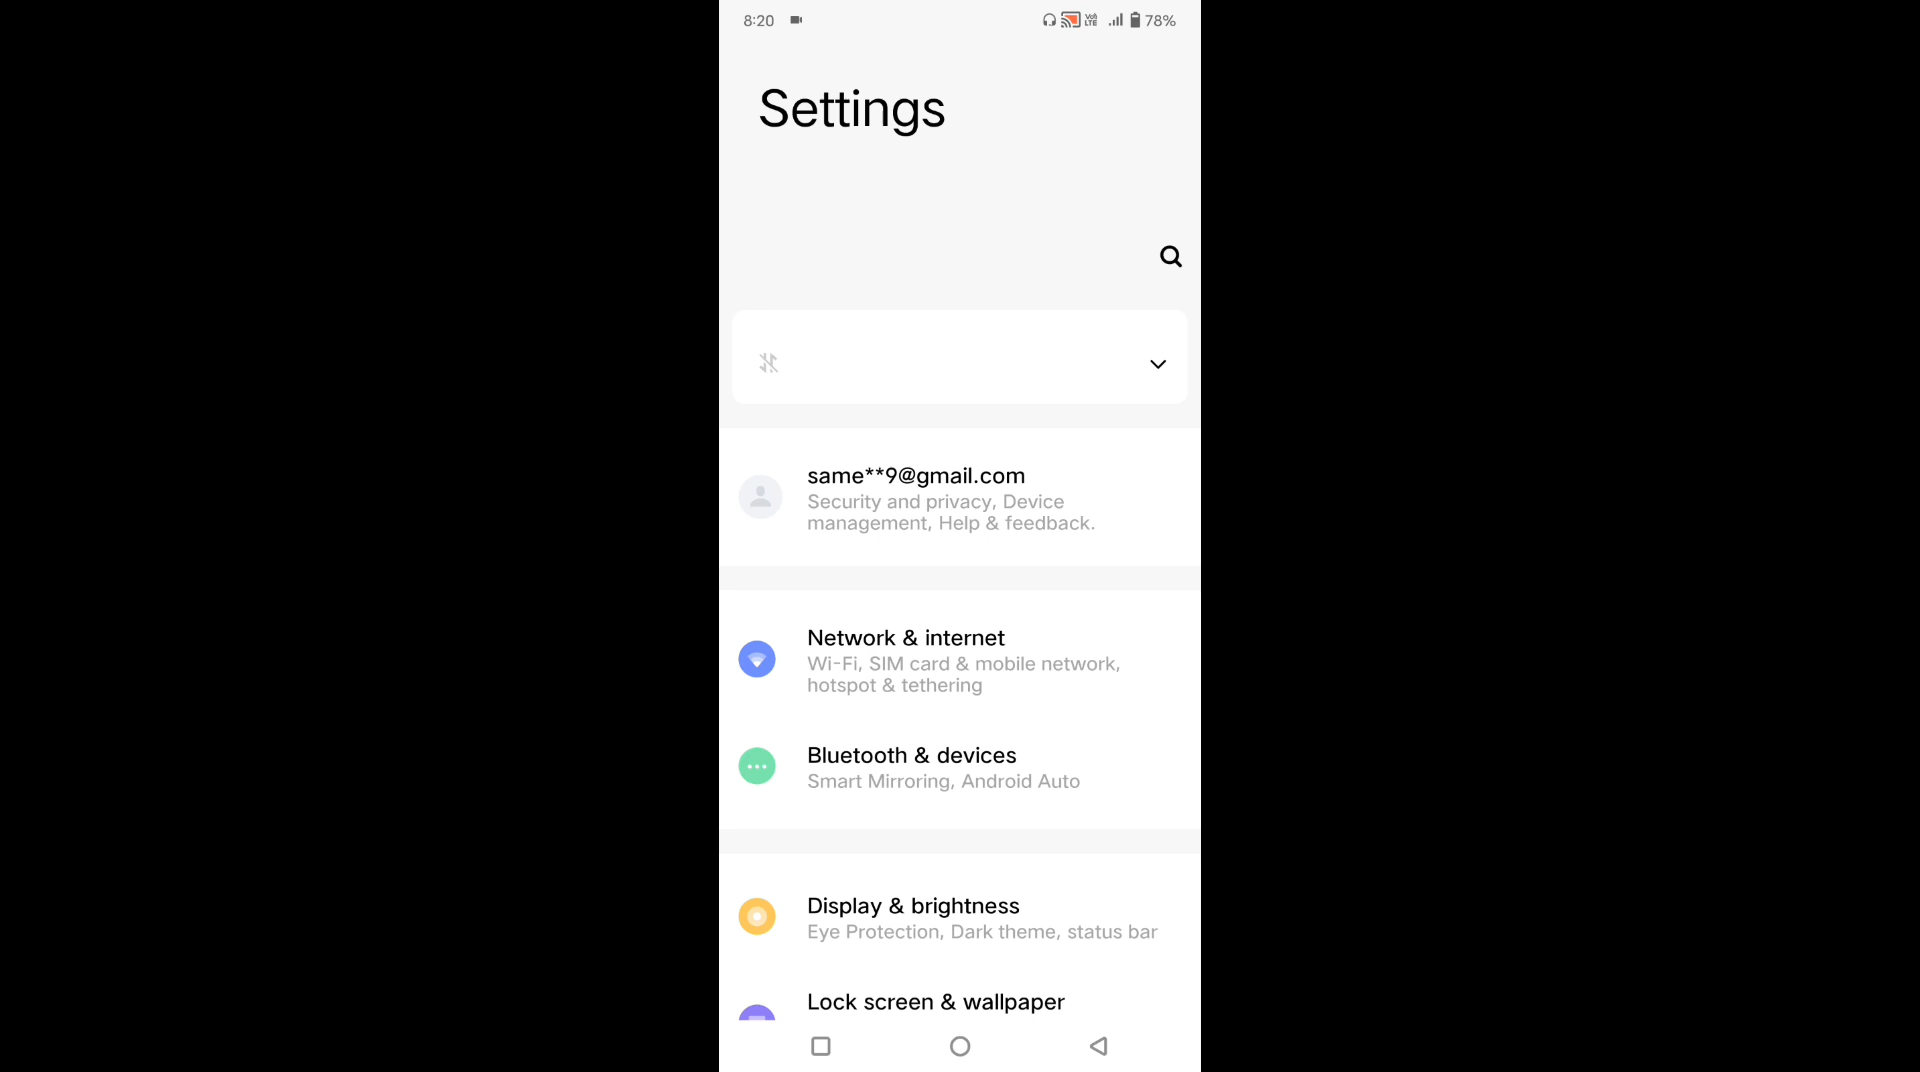 8:20
Vo) LTE 78%
Settings
same**9@gmail.com
Security and privacy, Device
management, Help & feedback.
Network & internet
Wi-Fi, SIM card & mobile network,
hotspot & tethering
Bluetooth & devices
Smart Mirroring, Android Auto
Display & brightness
Eye Protection, Dark theme, status bar
Lock screen & wallpaper